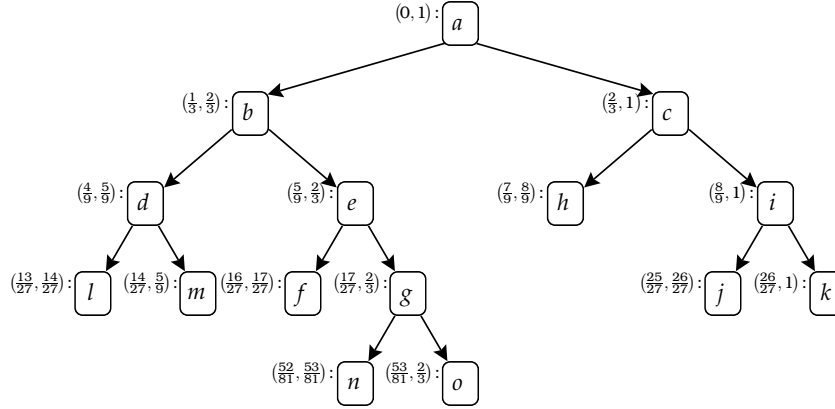 (0, 1) : a
(1/3, 2/3) : b
(2/3, 1) : c
(4/9, 5/9) : d
(5/9, 2/3) : e
(7/9, 8/9) : h
(8/9, 1) : i
(13/27, 14/27) : l
(14/27, 5/9) : m
(16/27, 17/27) : f
(17/27, 2/3) : g
(25/27, 26/27) : j
(26/27, 1) : k
(52/81, 53/81) : n
(53/81, 2/3) : o